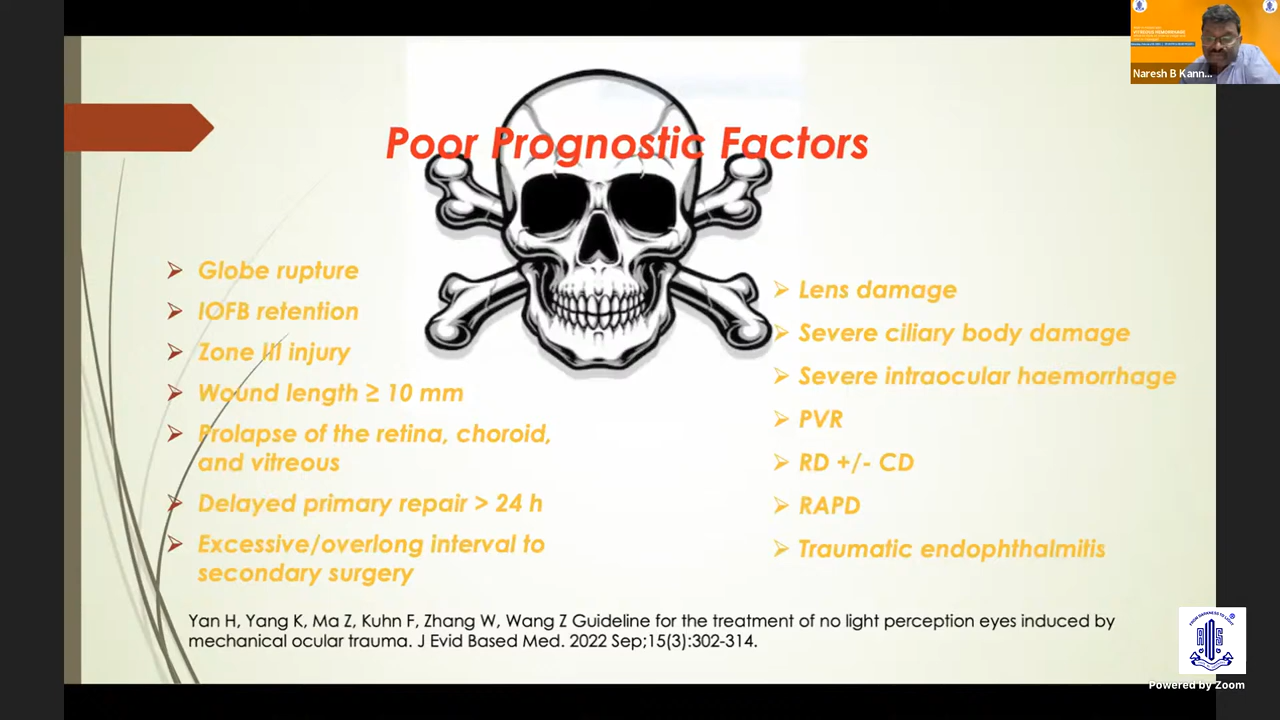 Poor Prognostic Factors
Globe rupture
IOFB retention
Zone III injury
Wound length ≥ 10 mm
Prolapse of the retina, choroid,
and vitreous
Delayed primary repair > 24 h
Excessive/overlong interval to
secondary surgery
Lens damage
Severe ciliary body damage
Severe intraocular haemorrhage
PVR
RD +/- CD
RAPD
Traumatic endophthalmitis
Yan H, Yang K, Ma Z, Kuhn F, Zhang W, Wang Z Guideline for the treatment of no light perception eyes induced by
mechanical ocular trauma. J Evid Based Med. 2022 Sep;15(3):302-314.
VITREOUS HEMORRHAGE
Naresh B Kann...
Powered by Zoom